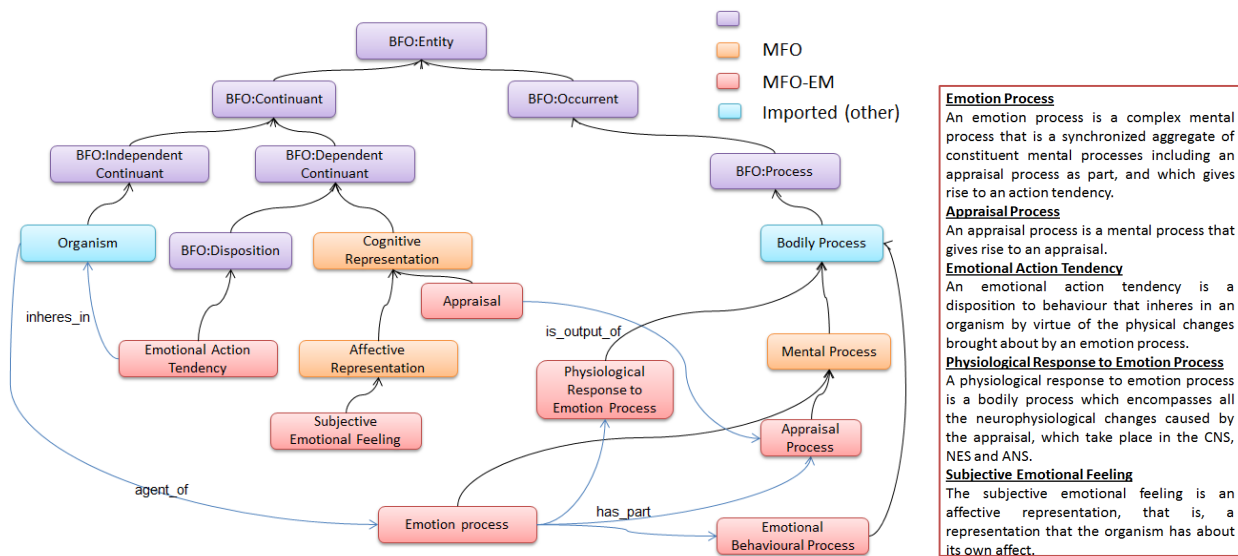 BFO:Entity
MFO
MFO-EM
Imported (other)
BFO:Continuant
BFO:Occurrent
BFO:Independent
Continuant
BFO:Dependent
Continuant
BFO:Process
Organism
BFO:Disposition
Cognitive
Representation
Bodily Process
Appraisal
inheres_in
is_output_of
Emotional Action
Tendency
Affective
Representation
Mental Process
Physiological
Response to
Emotion Process
Subjective
Emotional Feeling
Appraisal
Process
agent_of
has_part
Emotion process
Emotional
Behavioural Process
Emotion Process
An emotion process is a complex mental
process that is a synchronized aggregate of
constituent mental processes including an
appraisal process as part, and which gives
rise to an action tendency.
Appraisal Process
An appraisal process is a mental process that
gives rise to an appraisal.
Emotional Action Tendency
An emotional action tendency is a
disposition to behaviour that inheres in an
organism by virtue of the physical changes
brought about by an emotion process.
Physiological Response to Emotion Process
A physiological response to emotion process
is a bodily process which encompasses all
the neurophysiological changes caused by
the appraisal, which take place in the CNS,
NES and ANS.
Subjective Emotional Feeling
The subjective emotional feeling is an
affective representation, that is, a
representation that the organism has about
its own affect.